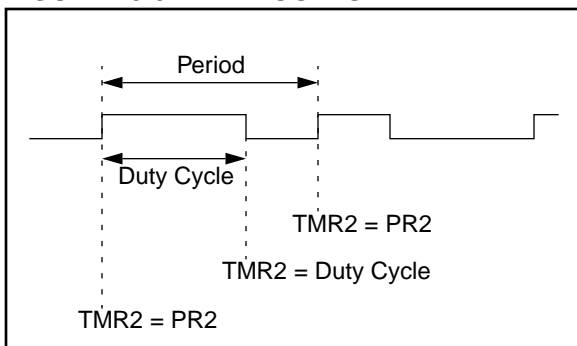 Period
Duty Cycle
TMR2 = PR2
TMR2 = Duty Cycle
TMR2 = PR2